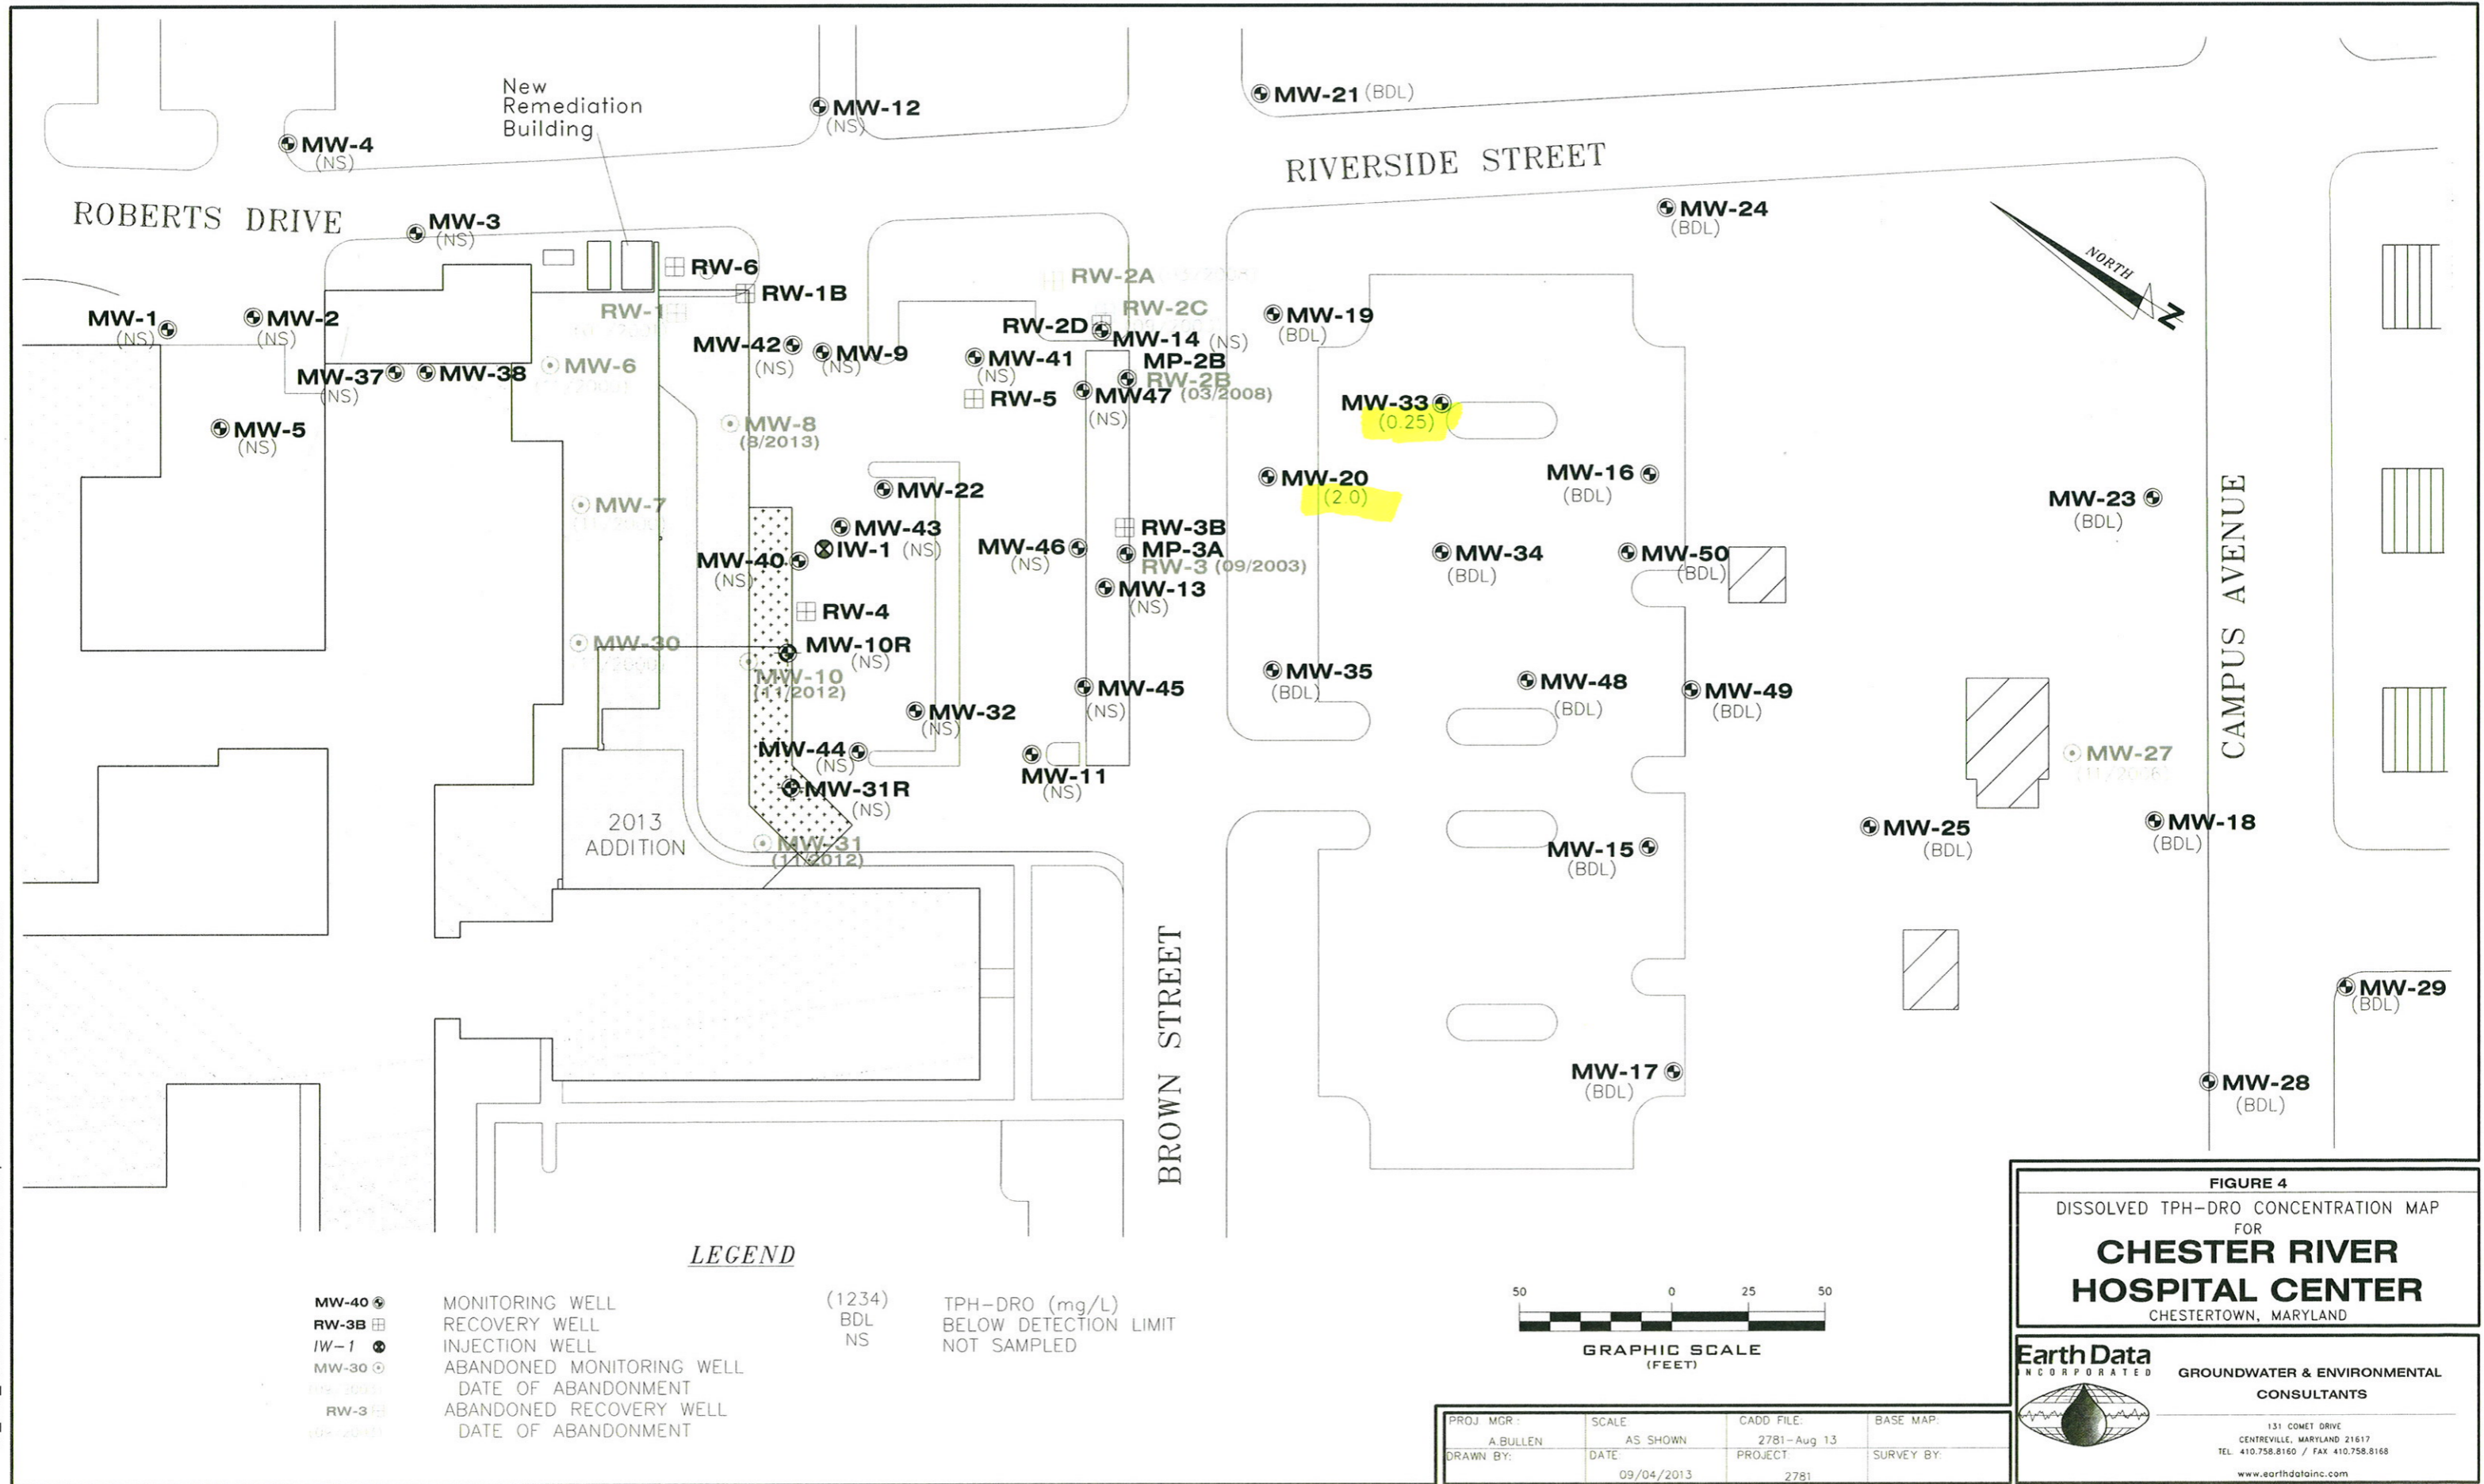 New
Remediation
Building
MW-12
(NS)
MW-21 (BDL)
MW-4
(NS)
RIVERSIDE STREET
ROBERTS DRIVE
MW-3
(NS)
MW-24
(BDL)
NORTH
Z
RW-6
RW-2A
RW-1B
RW-1
RW-2C
MW-1
(NS)
MW-2
(NS)
RW-2D
MW-14 (NS)
MW-19
(BDL)
MW-42
(NS)
MW-9
(NS)
MW-41
(NS)
MP-2B
RW-2B
(03/2008)
MW-37
(NS)
MW-38
MW-6
RW-5
MW47
(NS)
MW-33
(0.25)
MW-5
(NS)
MW-8
(8/2013)
MW-20
(2 0)
MW-16
(BDL)
MW-23
(BDL)
MW-22
MW-7
MW-43
IW-1 (NS)
MW-40
(NS)
MW-46
(NS)
RW-3B
MP-3A
RW-3 (09/2003)
MW-34
(BDL)
MW-50
(BDL)
MW-13
(NS)
RW-4
MW-30
MW-10R
(NS)
MW-10
(11/2012)
MW-45
(NS)
MW-35
(BDL)
MW-48
(BDL)
MW-49
(BDL)
CAMPUS AVENUE
MW-32
(NS)
MW-44
(NS)
MW-11
(NS)
MW-27
(11/2006)
MW-31R
(NS)
2013
ADDITION
MW-31
(11/2012)
MW-15
(BDL)
MW-25
(BDL)
MW-18
(BDL)
BROWN STREET
MW-29
(BDL)
MW-17
(BDL)
MW-28
(BDL)
LEGEND
MW-40 MONITORING WELL
RW-3B RECOVERY WELL
IW-1 INJECTION WELL
MW-30 ABANDONED MONITORING WELL
DATE OF ABANDONMENT
RW-3 ABANDONED RECOVERY WELL
DATE OF ABANDONMENT
(1234) TPH-DRO (mg/L)
BDL BELOW DETECTION LIMIT
NS NOT SAMPLED
50 0 25 50
GRAPHIC SCALE
(FEET)
FIGURE 4
DISSOLVED TPH-DRO CONCENTRATION MAP
FOR
CHESTER RIVER
HOSPITAL CENTER
CHESTERTOWN, MARYLAND
Earth Data
INCORPORATED
GROUNDWATER & ENVIRONMENTAL
CONSULTANTS
131 COMET DRIVE
CENTREVILLE, MARYLAND 21617
TEL. 410.758.8160 / FAX 410.758.8168
www.earthdatainc.com
PROJ MGR: SCALE CADD FILE: BASE MAP:
A.BULLEN AS SHOWN 2781-Aug 13
DRAWN BY: DATE: PROJECT: SURVEY BY:
09/04/2013 2781